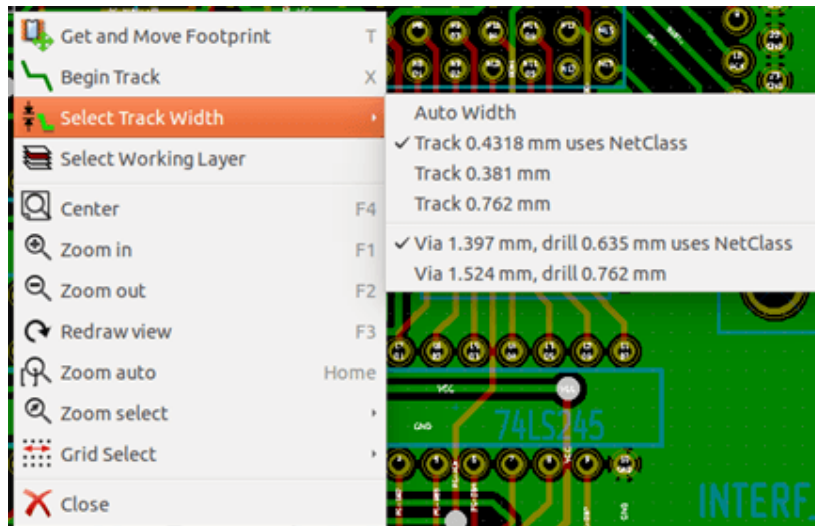 Get and Move Footprint T
Begin Track X
Select Track Width
Select Working Layer
Center F4
Zoom in F1
Zoom out F2
Redraw view F3
Zoom auto Home
Zoom select
Grid Select
Close
Auto Width
Track 0.4318 mm uses NetClass
Track 0.381 mm
Track 0.762 mm
Via 1.397 mm, drill 0.635 mm uses NetClass
Via 1.524 mm, drill 0.762 mm
VCC
GND
74LS245
INTERF